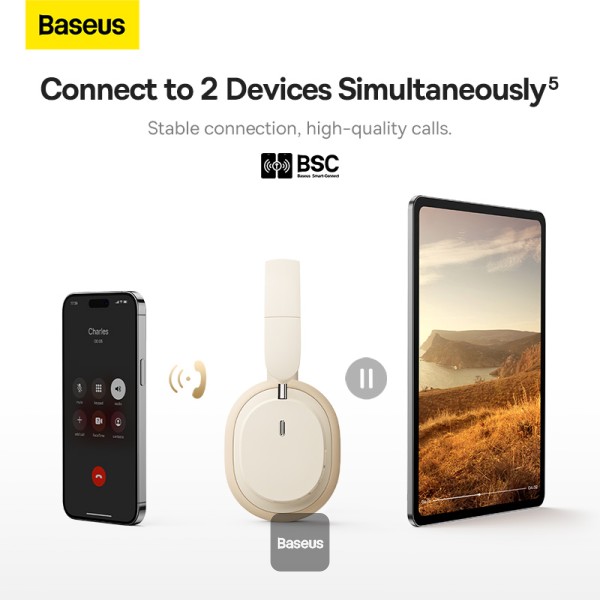 Baseus
Connect to 2 Devices Simultaneously⁵
Stable connection, high-quality calls.
BSC
Baseus Smart-Connect
Charles
Baseus